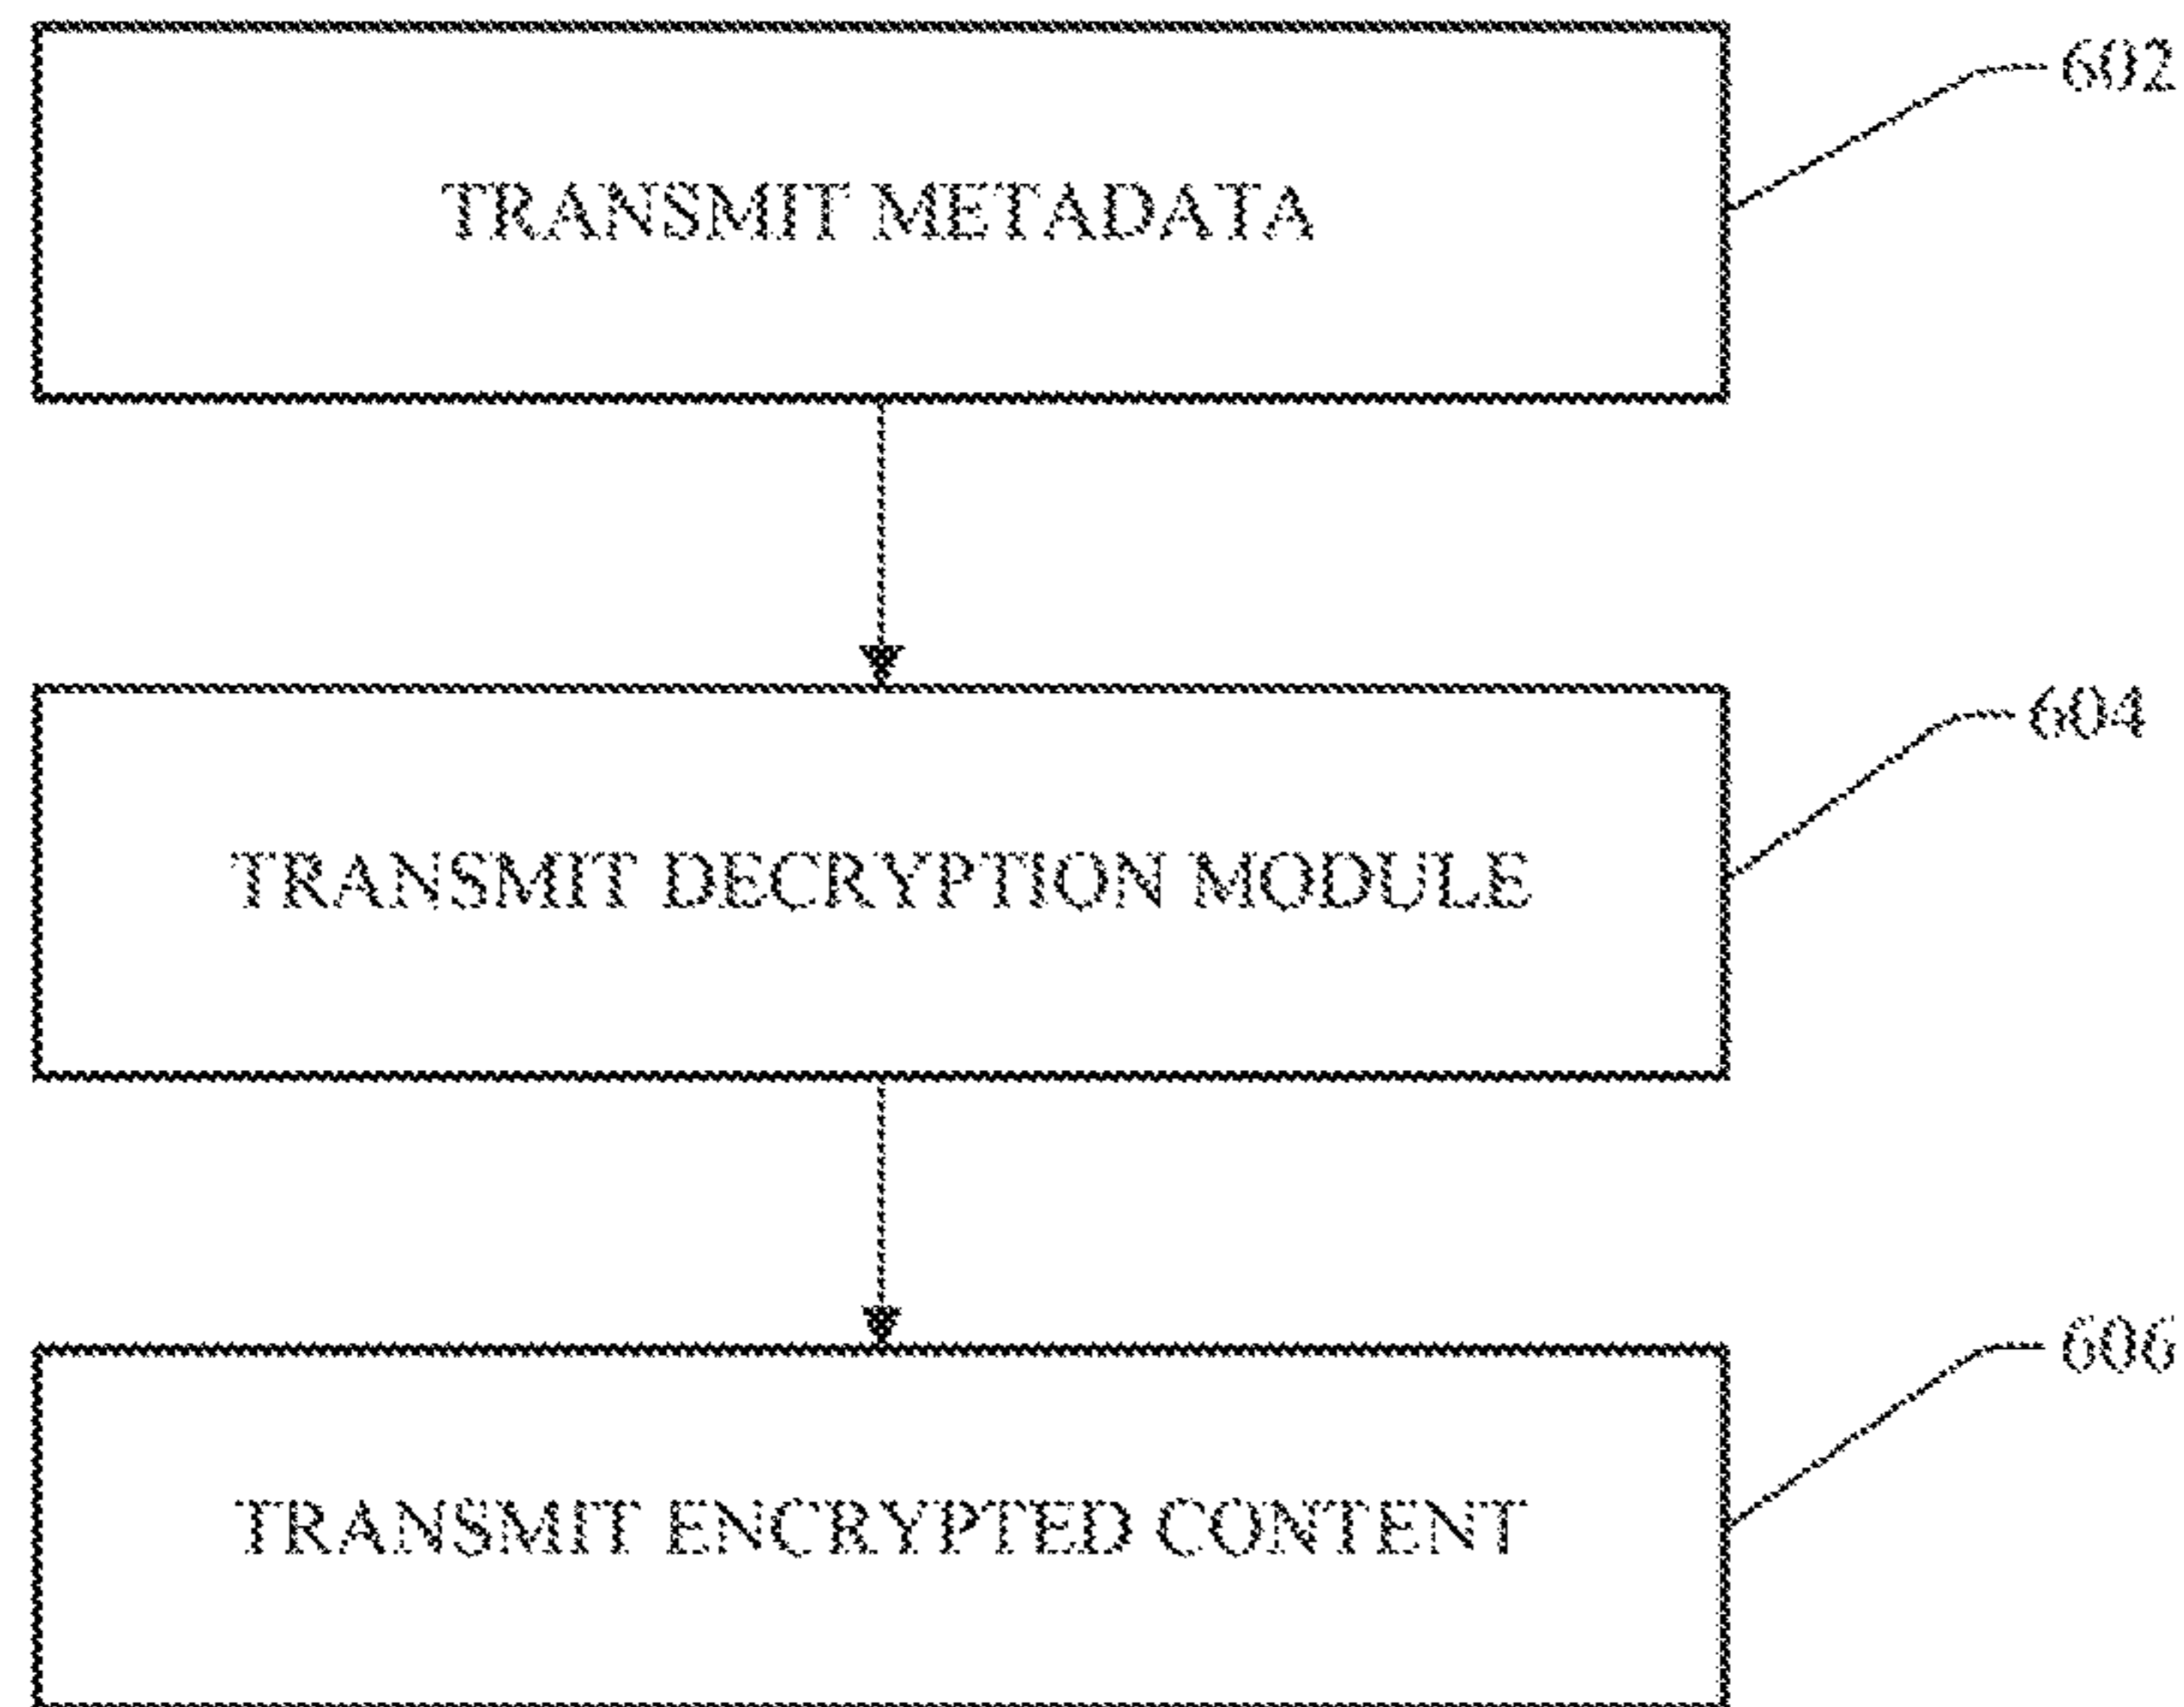 602
TRANSMIT METADATA
604
TRANSMIT DECRYPTION MODULE
606
TRANSMIT ENCRYPTED CONTENT